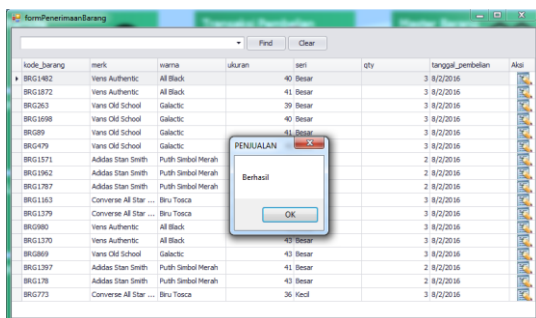 formPenerimaanBarang
Transaksi Pembelian Master Barang
Find Clear
kode_barang merk warna ukuran seri qty tanggal_pembelian Aksi
BRG1482 Vens Authentic All Black 40 Besar 3 8/2/2016
BRG1872 Vens Authentic All Black 41 Besar 3 8/2/2016
BRG263 Vans Old School Galactic 39 Besar 3 8/2/2016
BRG1698 Vans Old School Galactic 40 Besar 3 8/2/2016
BRG89 Vans Old School Galactic 41 Besar 3 8/2/2016
BRG479 Vans Old School Galactic 3 8/2/2016
BRG1571 Adidas Stan Smith Putih Simbol Merah 2 8/2/2016
BRG1962 Adidas Stan Smith Putih Simbol Merah 2 8/2/2016
BRG1787 Adidas Stan Smith Putih Simbol Merah 2 8/2/2016
BRG1163 Converse All Star ... Biru Tosca 3 8/2/2016
BRG1379 Converse All Star ... Biru Tosca 3 8/2/2016
BRG980 Vens Authentic All Black 3 8/2/2016
BRG1370 Vens Authentic All Black 43 Besar 3 8/2/2016
BRG869 Vans Old School Galactic 43 Besar 3 8/2/2016
BRG1397 Adidas Stan Smith Putih Simbol Merah 41 Besar 3 8/2/2016
BRG178 Adidas Stan Smith Putih Simbol Merah 43 Besar 2 8/2/2016
BRG773 Converse All Star ... Biru Tosca 36 Kecil 3 8/2/2016
PENJUALAN
Berhasil
OK